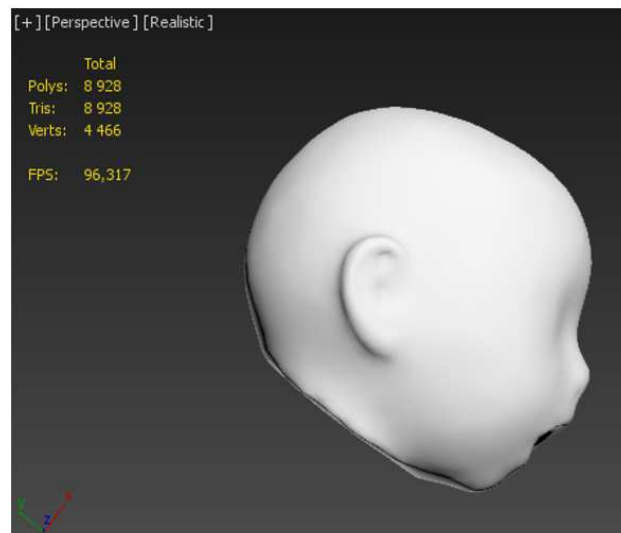 [+] [Perspective] [Realistic]
Total
Polys: 8 928
Tris: 8 928
Verts: 4 466
FPS: 96,317
y z x